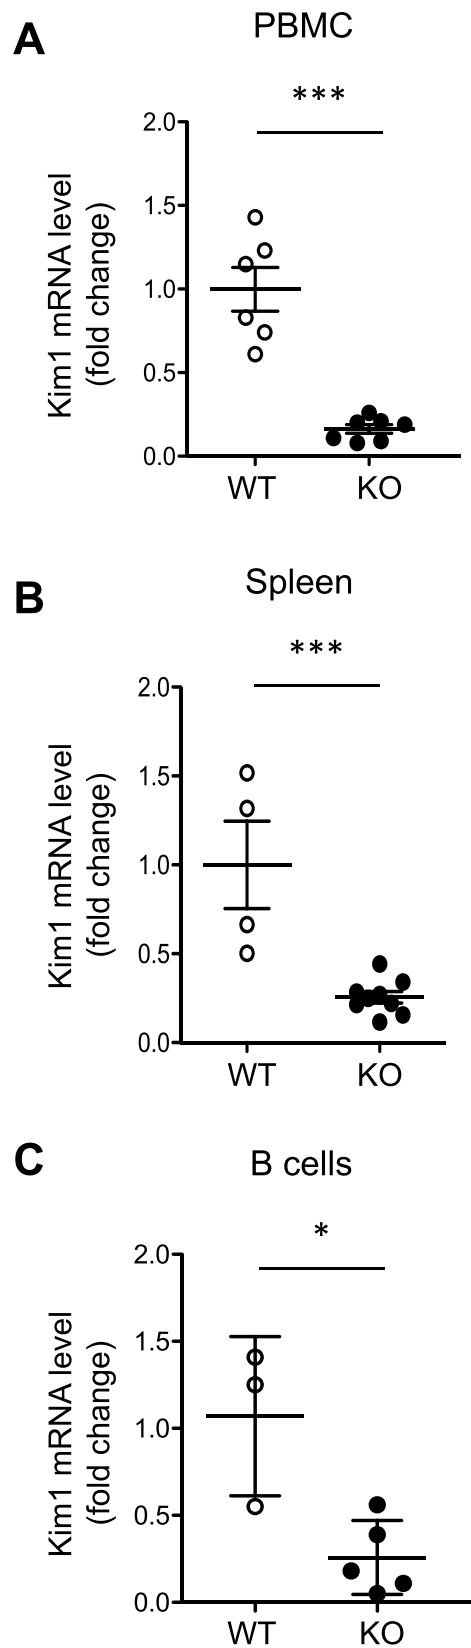 A
PBMC
***
Kim1 mRNA level
(fold change)
2.0
1.5
1.0
0.5
0.0
WT KO
B
Spleen
***
Kim1 mRNA level
(fold change)
2.0
1.5
1.0
0.5
0.0
WT KO
C
B cells
*
Kim1 mRNA level
(fold change)
2.0
1.5
1.0
0.5
0.0
WT KO